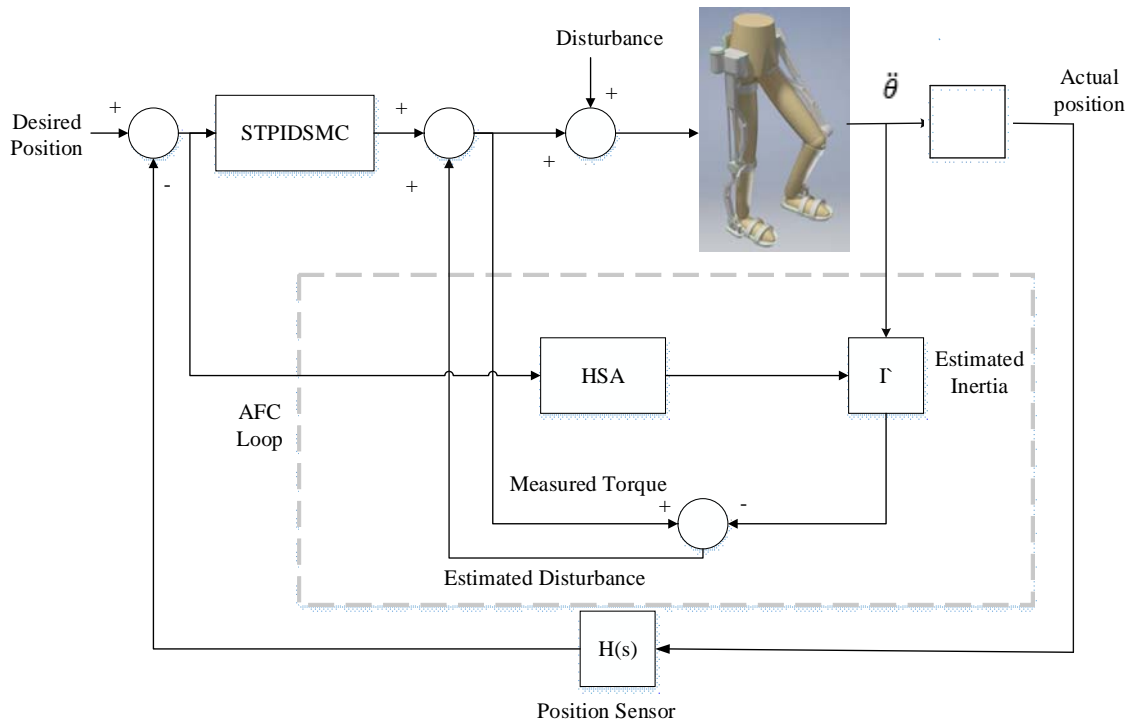 Disturbance
+
+
Desired
Position
+
-
STPIDSMC
+
+
+
θ̈
Actual
position
AFC
Loop
HSA
I`
Estimated
Inertia
Measured Torque
+
-
Estimated Disturbance
H(s)
Position Sensor